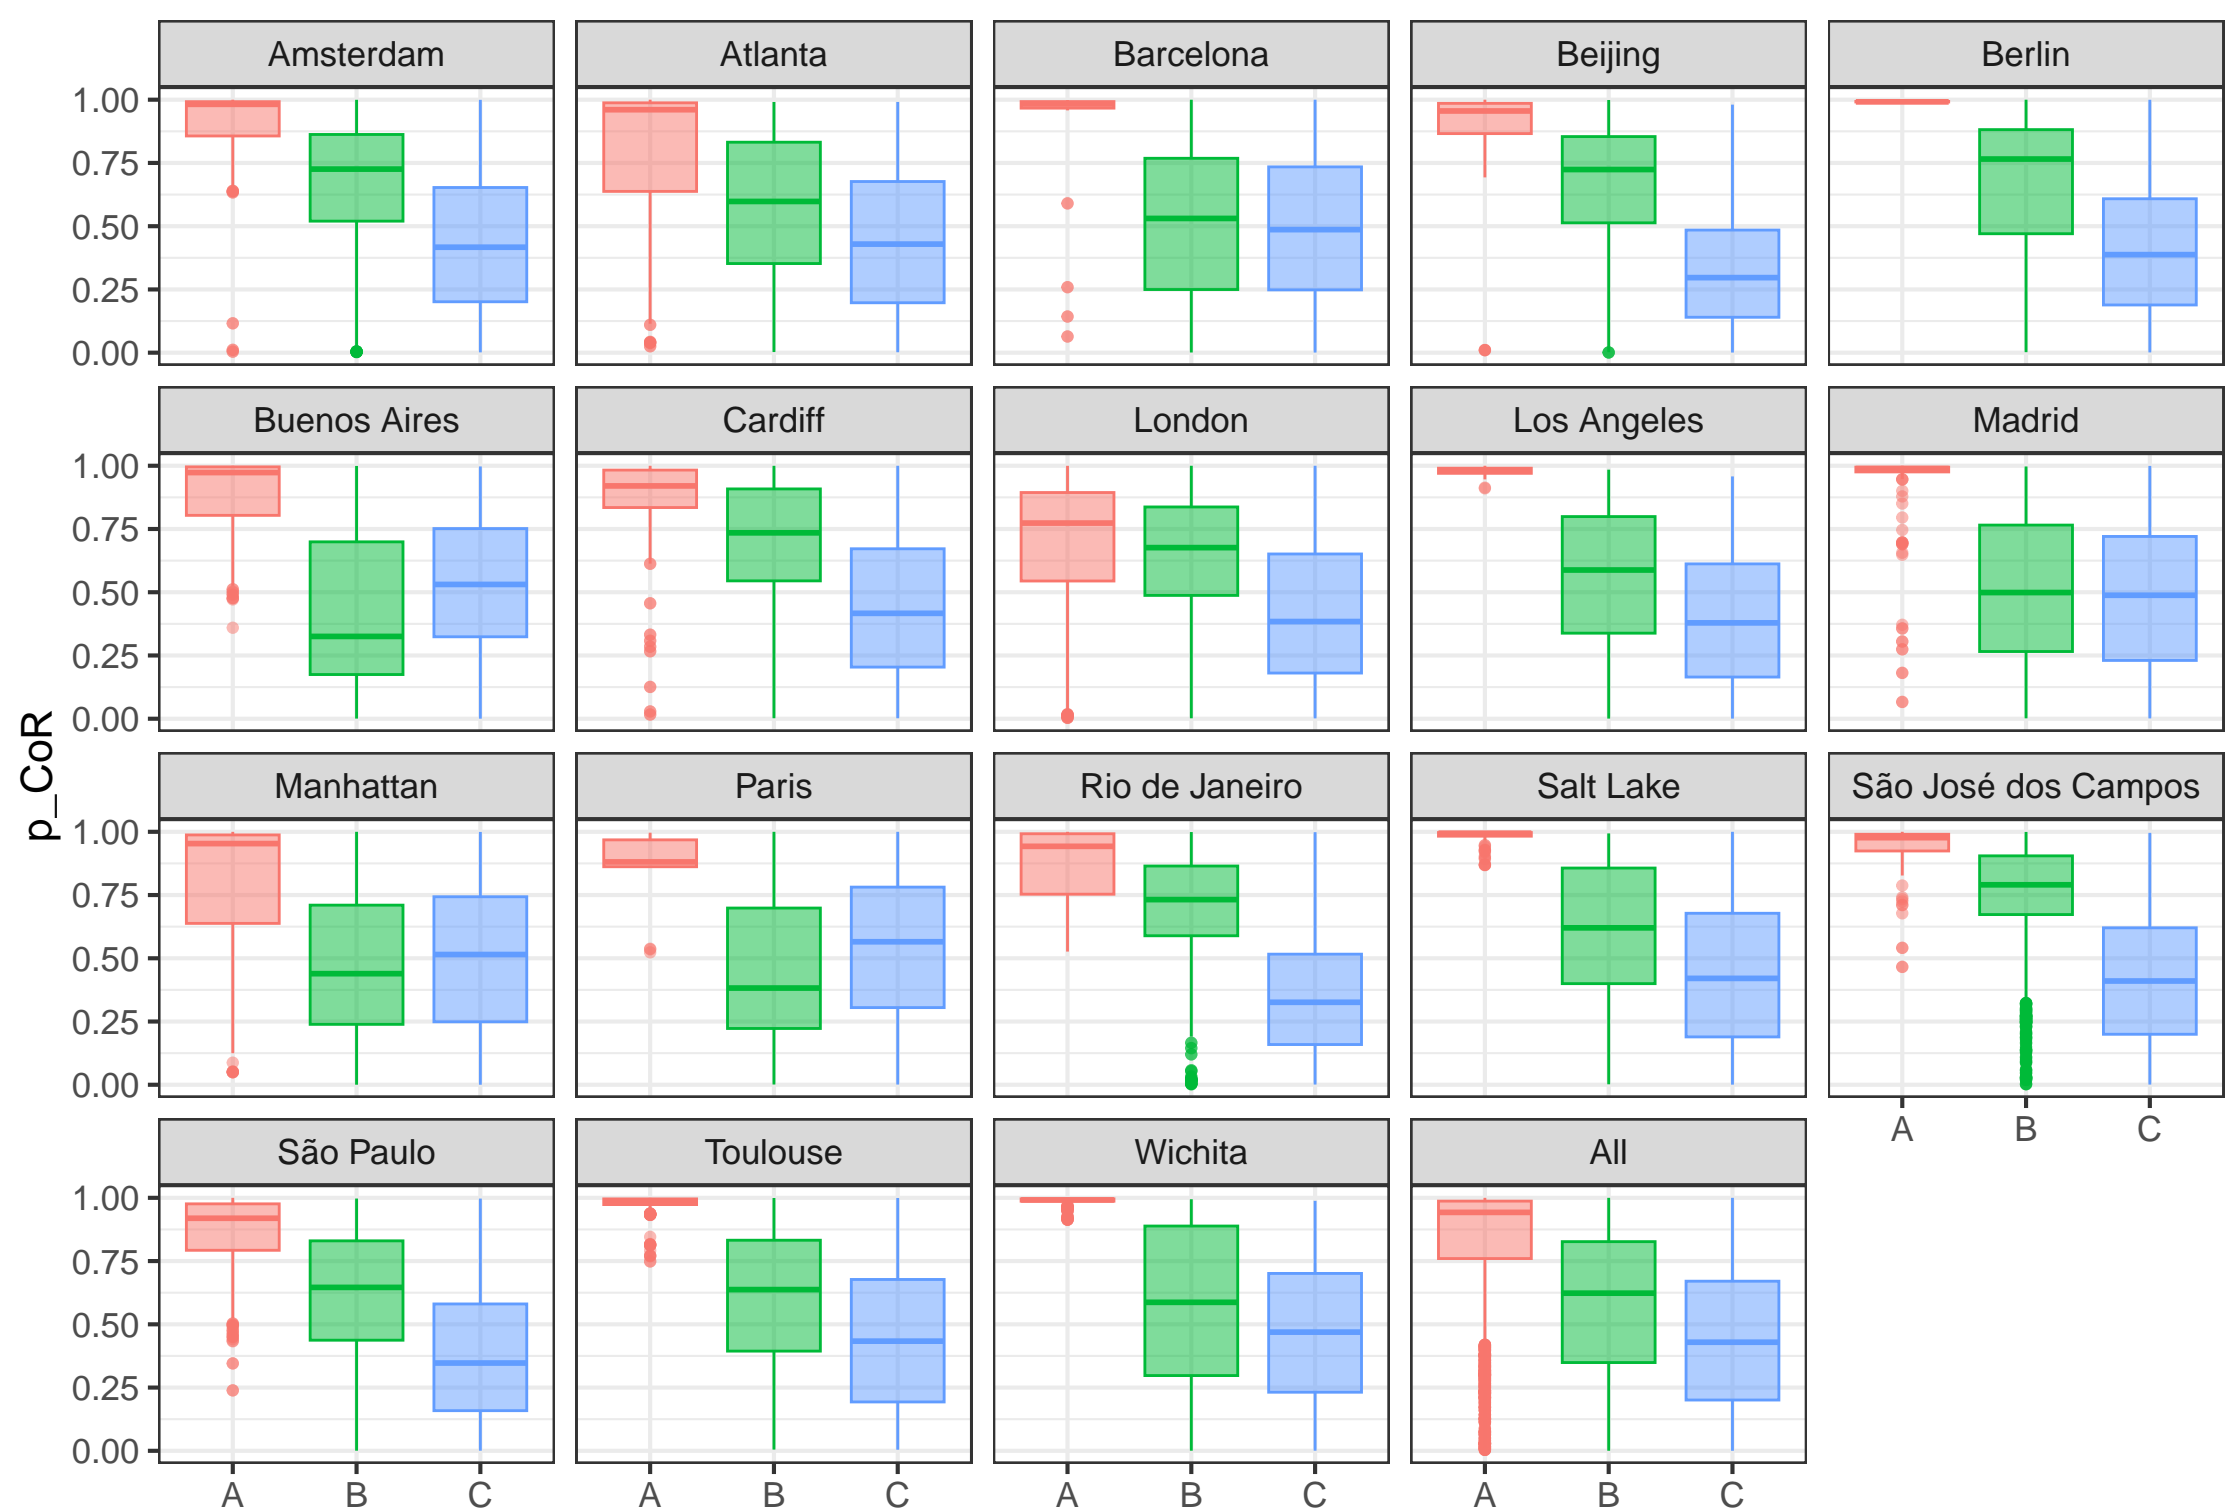 Amsterdam Atlanta Barcelona Beijing Berlin
1.00
0.75
0.50
0.25
0.00
Buenos Aires Cardiff London Los Angeles Madrid
1.00
0.75
0.50
0.25
0.00
p_CoR
Manhattan Paris Rio de Janeiro Salt Lake São José dos Campos
1.00
0.75
0.50
0.25
0.00
A B C
São Paulo Toulouse Wichita All
1.00
0.75
0.50
0.25
0.00
A B C A B C A B C A B C